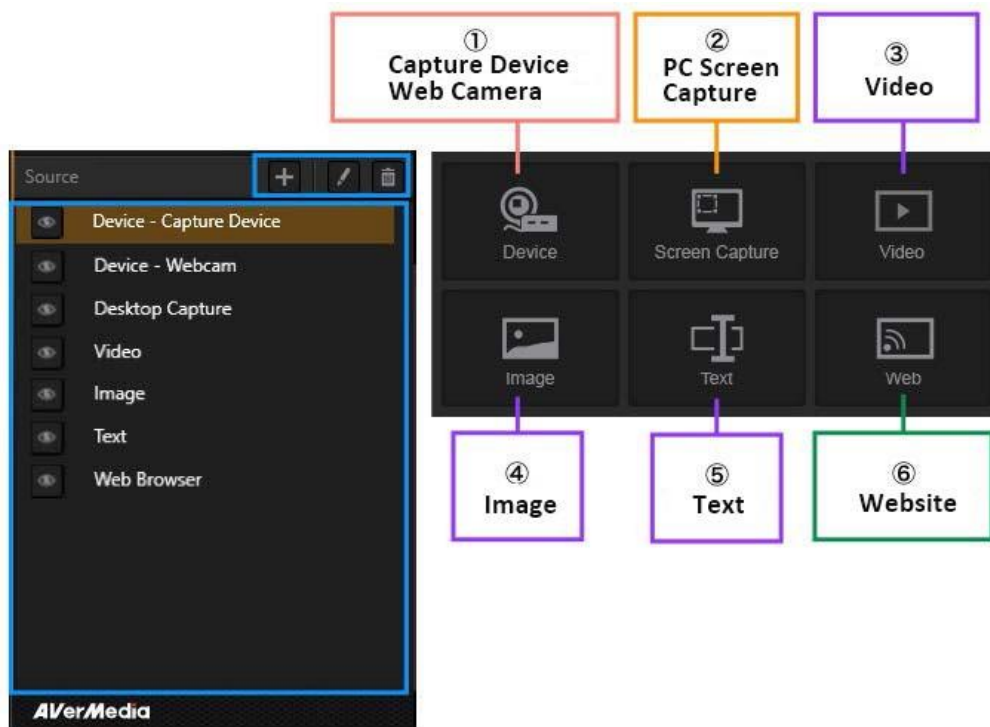 ①
Capture Device
Web Camera
②
PC Screen
Capture
③
Video
Source
Device - Capture Device
Device - Webcam
Desktop Capture
Video
Image
Text
Web Browser
AVerMedia
Device
Screen Capture
Video
Image
Text
Web
④
Image
⑤
Text
⑥
Website